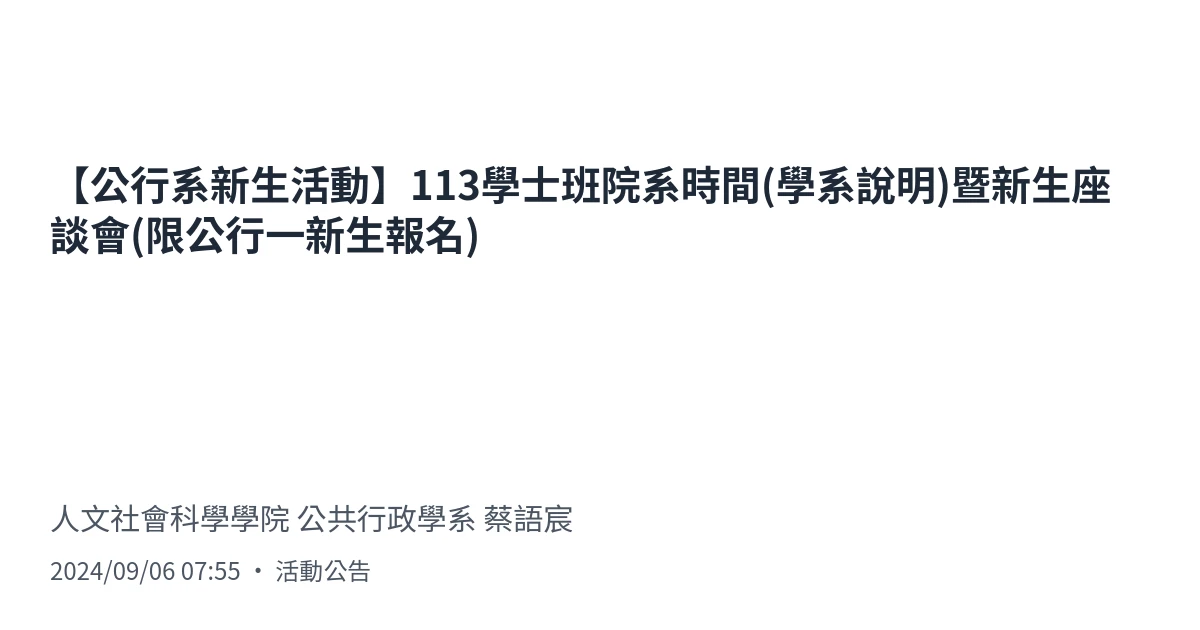 【公行系新生活動】113學士班院系時間(學系說明)暨新生座
談會(限公行一新生報名)
人文社會科學學院 公共行政學系 蔡語宸
2024/09/06 07:55 • 活動公告